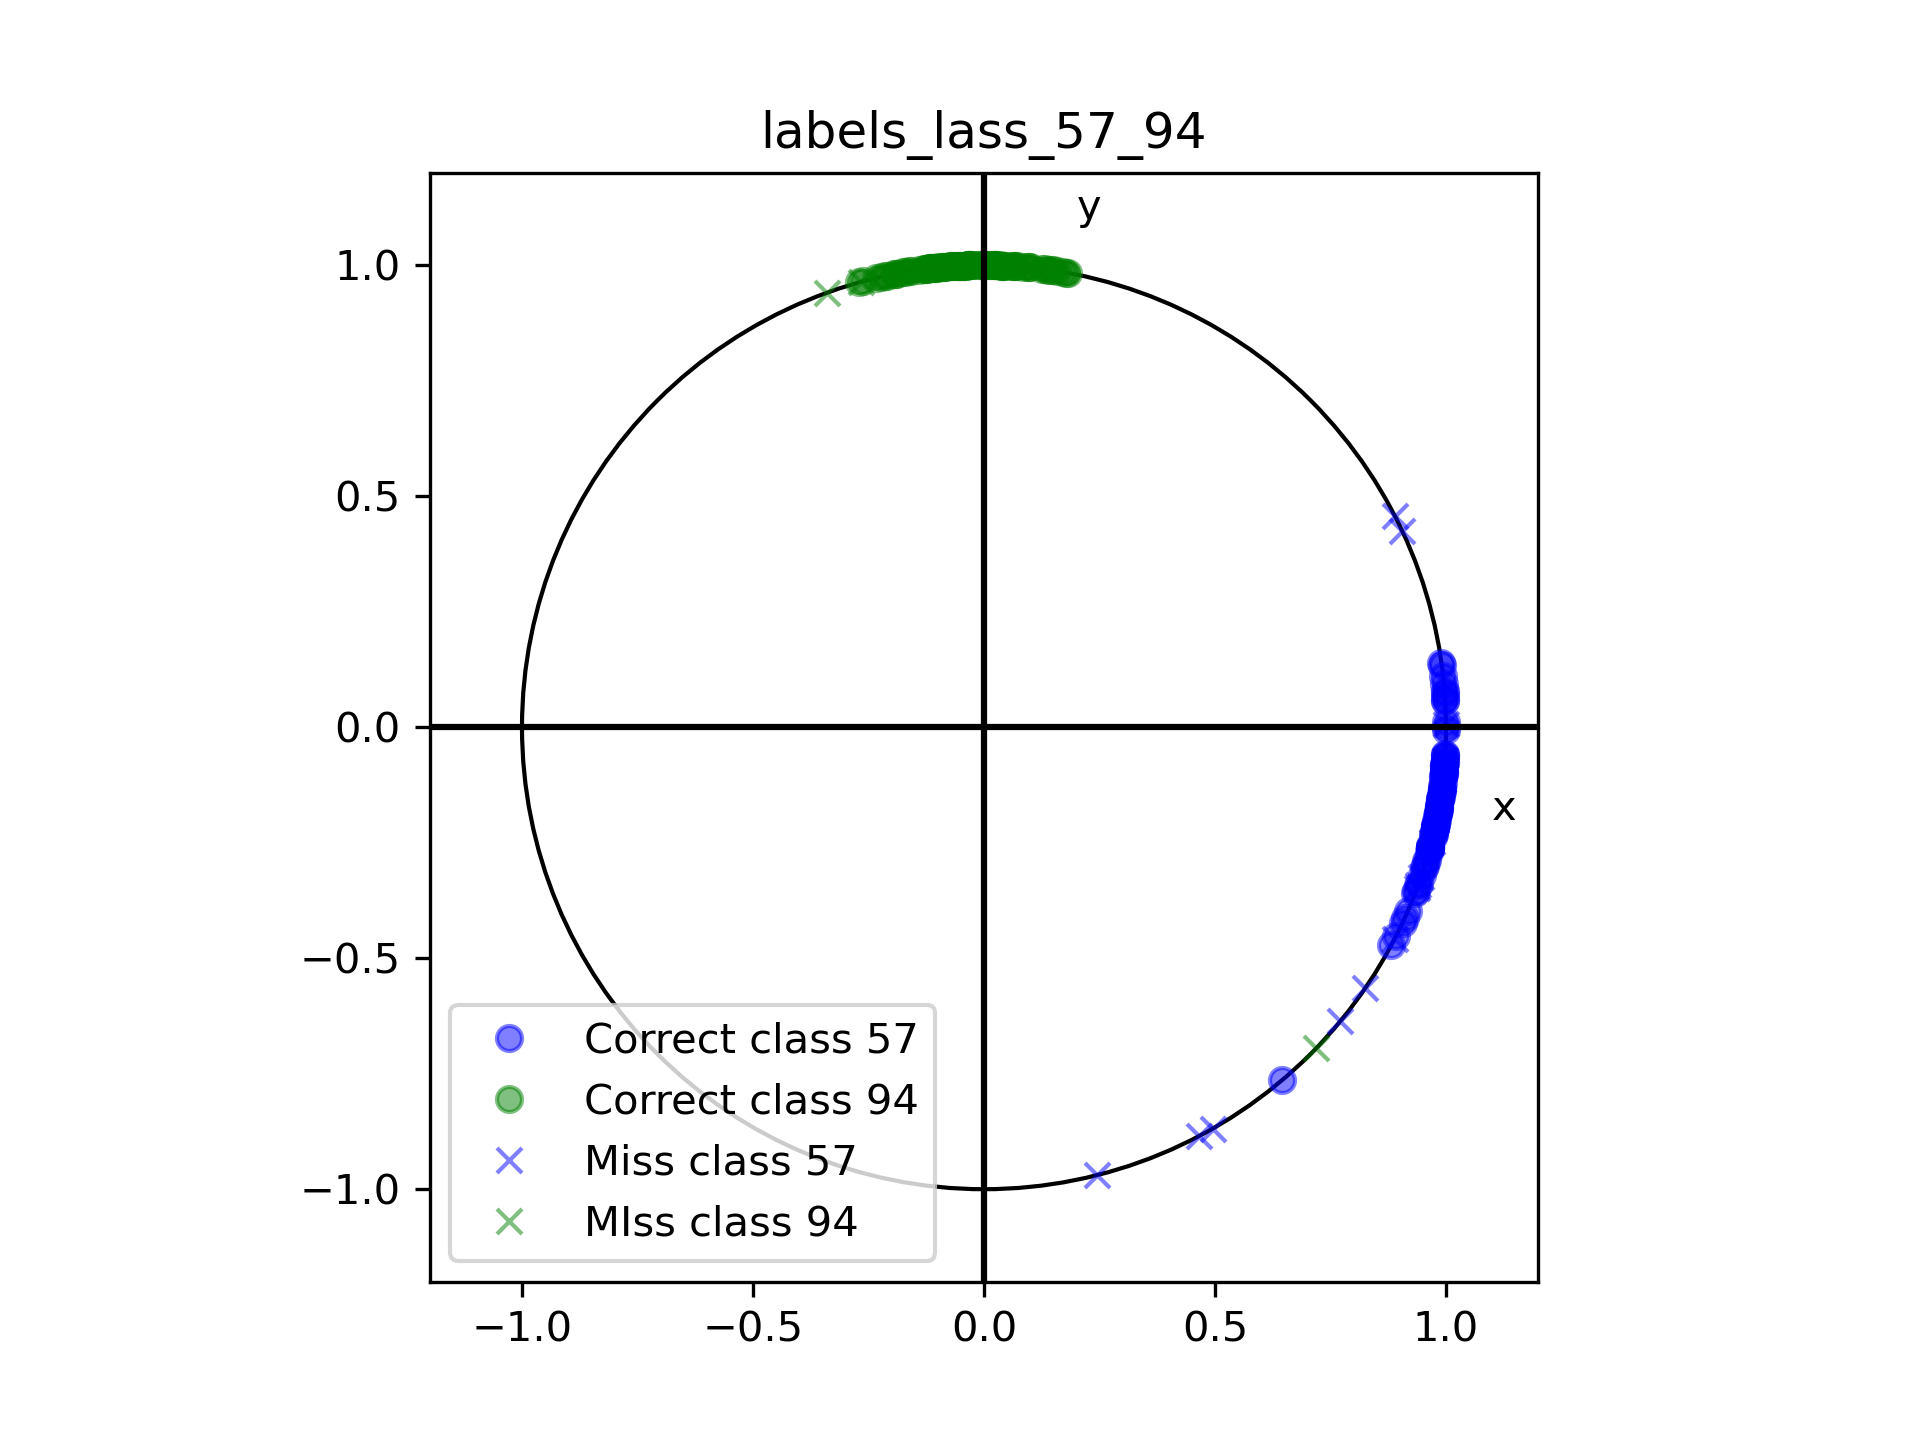 labels_lass_57_94
y
1.0
0.5
0.0
−0.5
−1.0
x
Correct class 57
Correct class 94
Miss class 57
MIss class 94
−1.0 −0.5 0.0 0.5 1.0